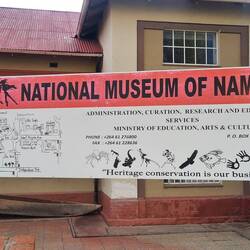 NATIONAL MUSEUM OF NAM
ADMINISTRATION, CURATION, RESEARCH AND ED
SERVICES
MINISTRY OF EDUCATION, ARTS & CULTU
PHONE : +264 61 276800
FAX : +264 61 228636
P. O. BOX
"Heritage conservation is our busi